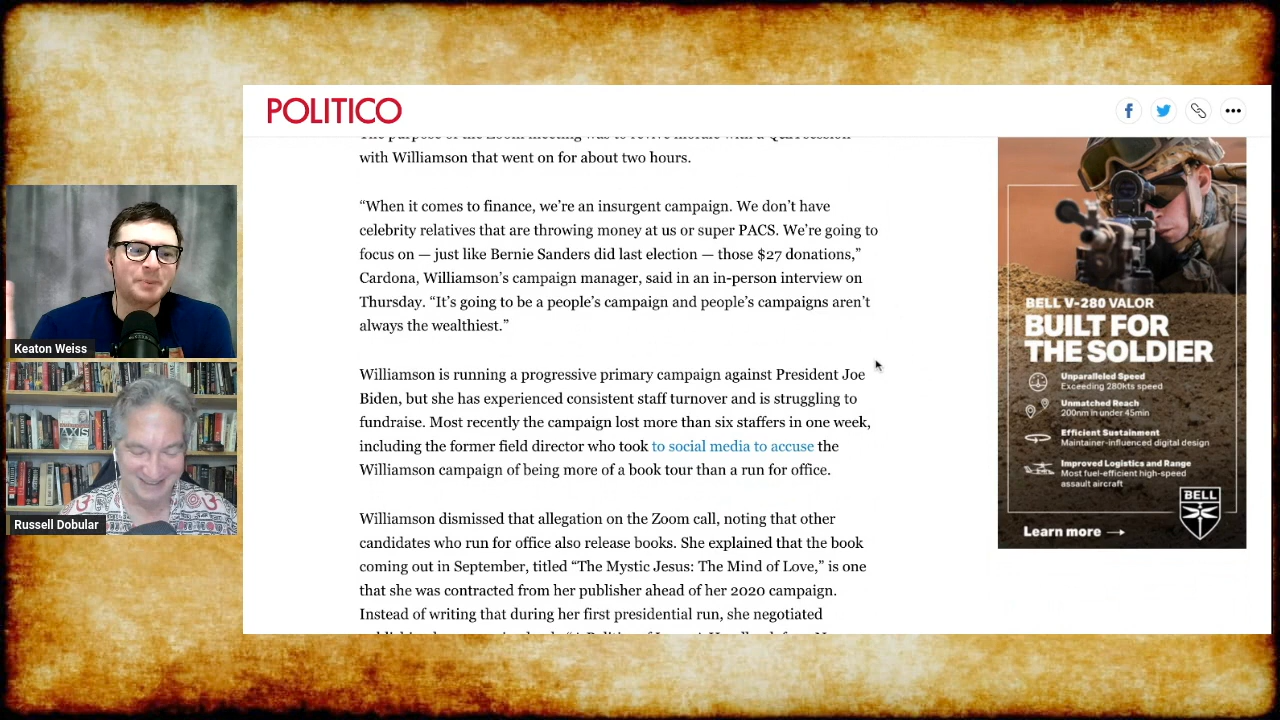 POLITICO
with Williamson that went on for about two hours.
“When it comes to finance, we’re an insurgent campaign. We don’t have
celebrity relatives that are throwing money at us or super PACS. We’re going to
focus on — just like Bernie Sanders did last election — those $27 donations,”
Cardona, Williamson’s campaign manager, said in an in-person interview on
Thursday. “It’s going to be a people’s campaign and people’s campaigns aren’t
always the wealthiest.”
Williamson is running a progressive primary campaign against President Joe
Biden, but she has experienced consistent staff turnover and is struggling to
fundraise. Most recently the campaign lost more than six staffers in one week,
including the former field director who took to social media to accuse the
Williamson campaign of being more of a book tour than a run for office.
Williamson dismissed that allegation on the Zoom call, noting that other
candidates who run for office also release books. She explained that the book
coming out in September, titled “The Mystic Jesus: The Mind of Love,” is one
that she was contracted from her publisher ahead of her 2020 campaign.
Instead of writing that during her first presidential run, she negotiated
BELL V-280 VALOR
BUILT FOR
THE SOLDIER
Unparalleled Speed
Exceeding 280kts speed
Unmatched Reach
200nm in under 45min
Efficient Sustainment
Maintainer-influenced digital design
Improved Logistics and Range
Most fuel-efficient high-speed
assault aircraft
BELL
Learn more →
Keaton Weiss
AXIS
Russell Dobular